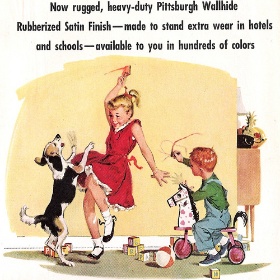 Now rugged, heavy-duty Pittsburgh Wallhide
Rubberized Satin Finish—made to stand extra wear in hotels
and schools—available to you in hundreds of colors